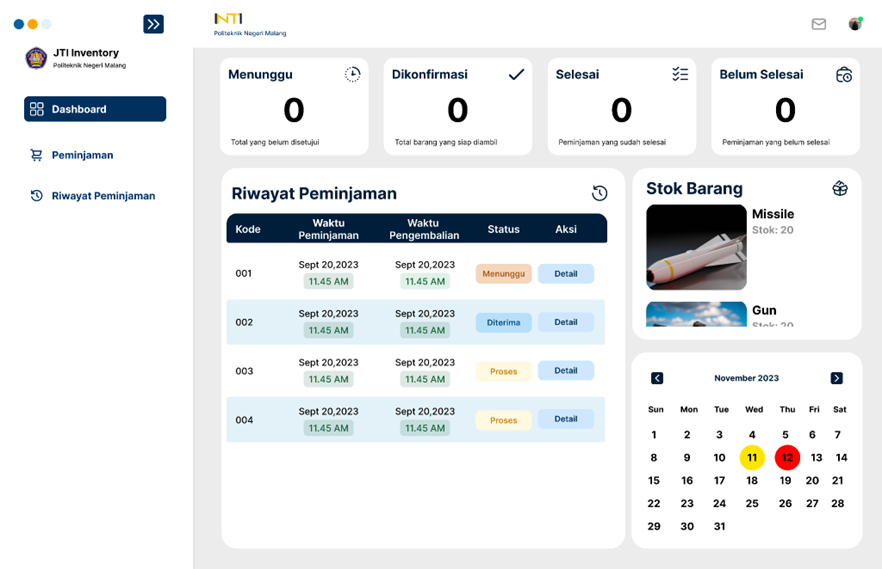 JTI Inventory
Politeknik Negeri Malang
Dashboard
Peminjaman
Riwayat Peminjaman
INTI
Politeknik Negeri Malang
Menunggu
0
Total yang belum disetujui
Dikonfirmasi
0
Total barang yang siap diambil
Selesai
0
Peminjaman yang sudah selesai
Belum Selesai
0
Peminjaman yang belum selesai
Riwayat Peminjaman
Kode Waktu Peminjaman Waktu Pengembalian Status Aksi
001 Sept 20,2023 11.45 AM Sept 20,2023 11.45 AM Menunggu Detail
002 Sept 20,2023 11.45 AM Sept 20,2023 11.45 AM Diterima Detail
003 Sept 20,2023 11.45 AM Sept 20,2023 11.45 AM Proses Detail
004 Sept 20,2023 11.45 AM Sept 20,2023 11.45 AM Proses Detail
Stok Barang
Missile
Stok: 20
Gun
Stok: 20
November 2023
Sun Mon Tue Wed Thu Fri Sat
1 2 3 4 5 6 7
8 9 10 11 12 13 14
15 16 17 18 19 20 21
22 23 24 25 26 27 28
29 30 31